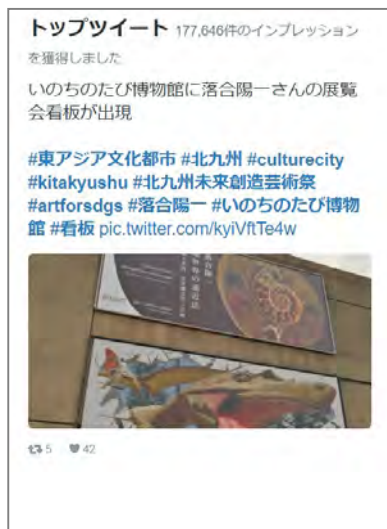 トップツイート 177,646件のインプレッション
を獲得しました
いのちのたび博物館に落合陽一さんの展覧
会看板が出現
#東アジア文化都市 #北九州 #culturecity
#kitakyushu #北九州未来創造芸術祭
#artforsdgs #落合陽一 #いのちのたび博物
館 #看板 pic.twitter.com/kyiVftTe4w
5 42